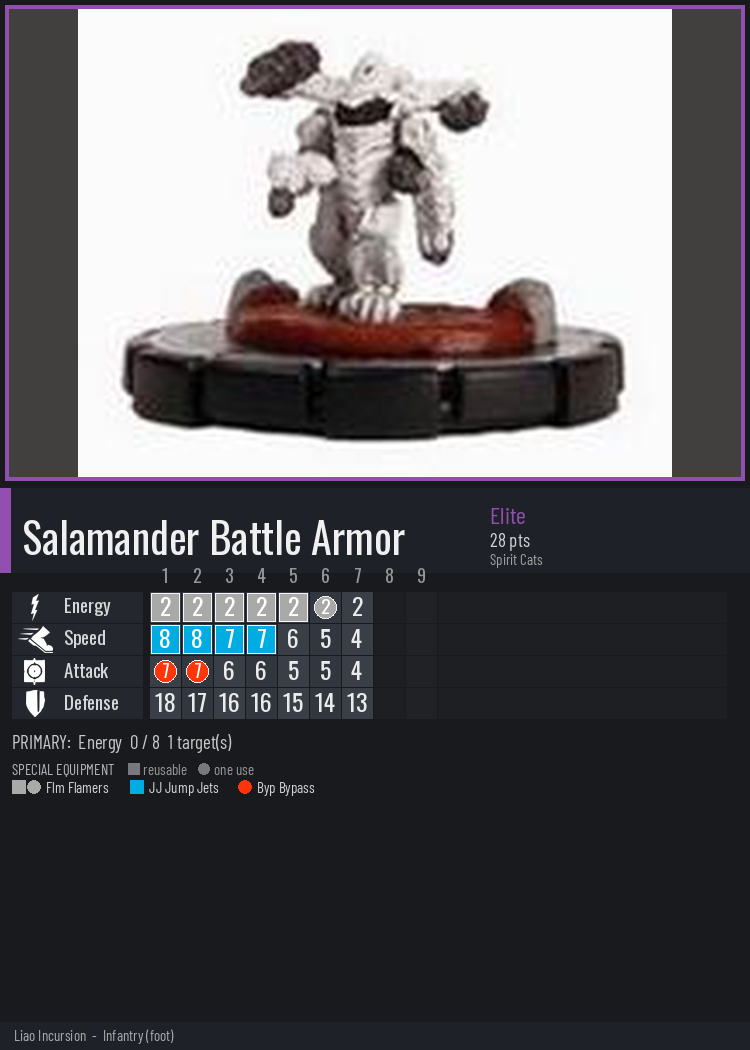 Salamander Battle Armor
Elite
28 pts
Spirit Cats
1 2 3 4 5 6 7 8 9
Energy 2 2 2 2 2 2 2
Speed 8 8 7 7 6 5 4
Attack 7 7 6 6 5 5 4
Defense 18 17 16 16 15 14 13
PRIMARY: Energy 0 / 8 1 target(s)
SPECIAL EQUIPMENT reusable one use
Flm Flamers JJ Jump Jets Byp Bypass
Liao Incursion - Infantry (foot)